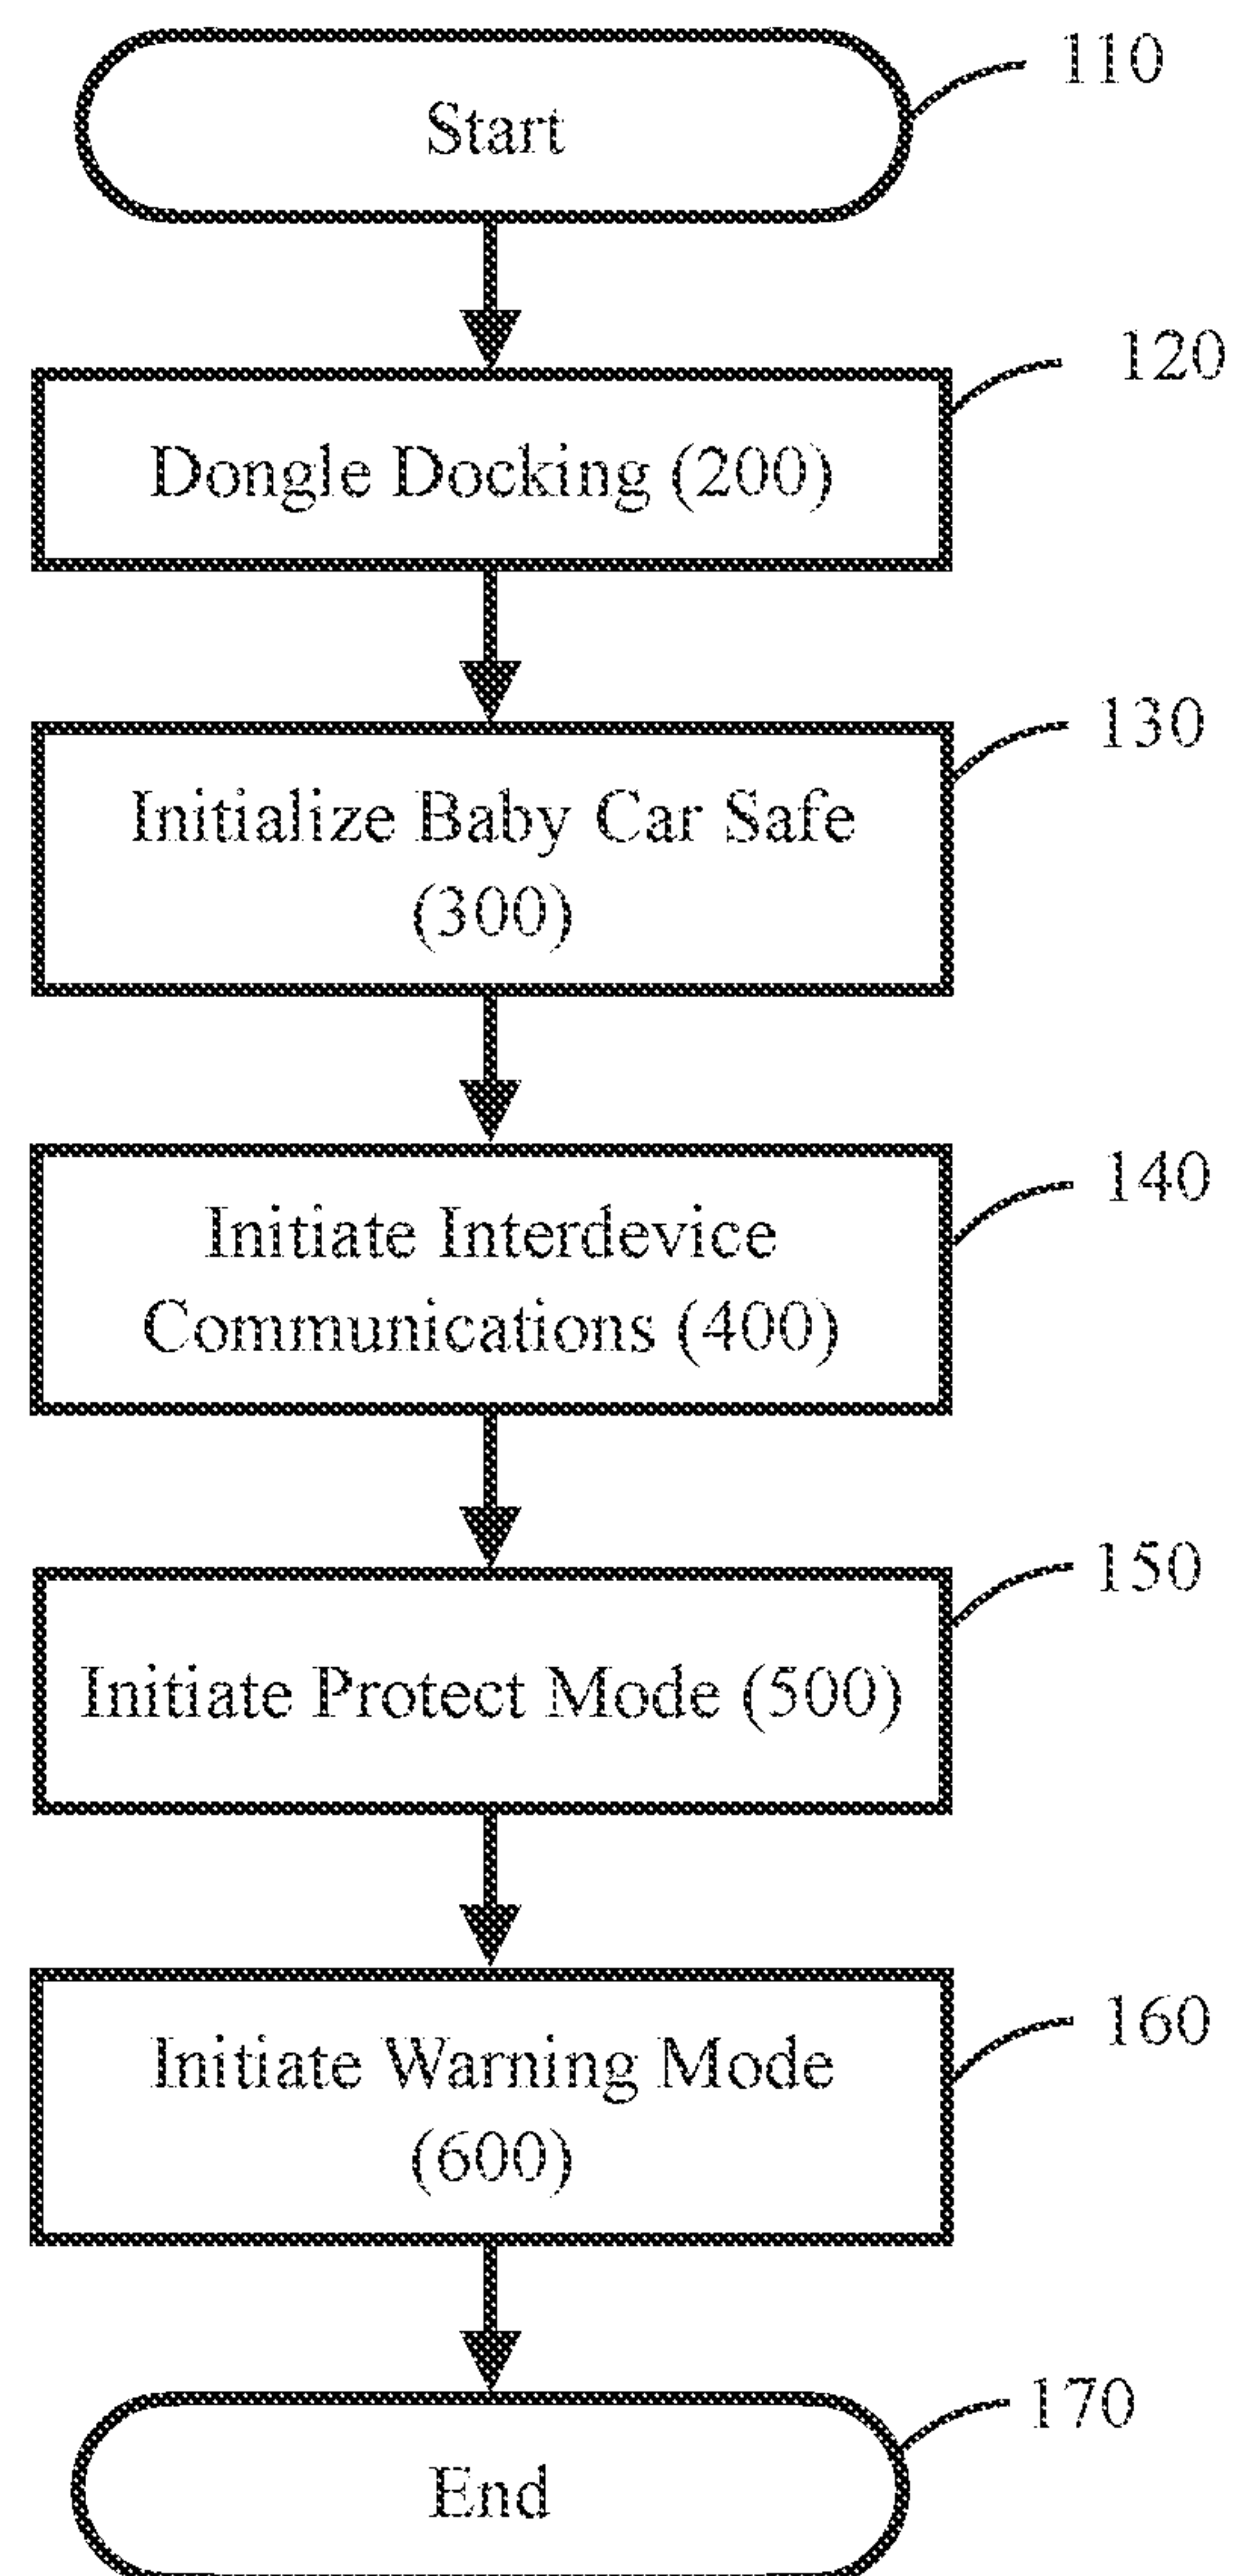 110
Start
120
Dongle Docking (200)
130
Initialize Baby Car Safe
(300)
140
Initiate Interdevice
Communications (400)
150
Initiate Protect Mode (500)
160
Initiate Warning Mode
(600)
170
End